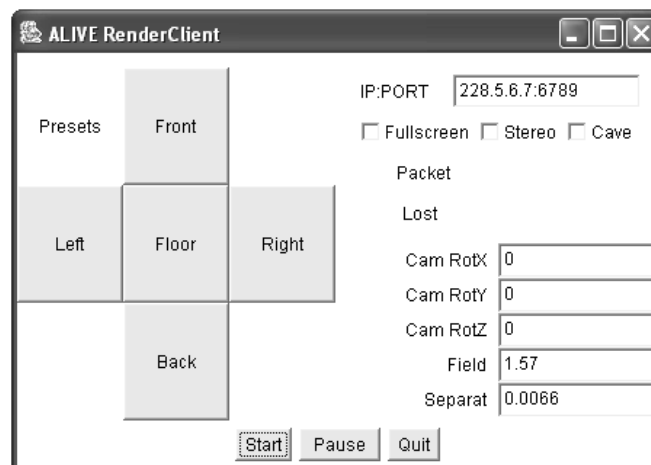 ALIVE RenderClient
IP:PORT 228.5.6.7:6789
Presets Front
Fullscreen Stereo Cave
Packet
Lost
Left Floor Right
Cam RotX 0
Cam RotY 0
Cam RotZ 0
Back
Field 1.57
Separat 0.0066
Start Pause Quit